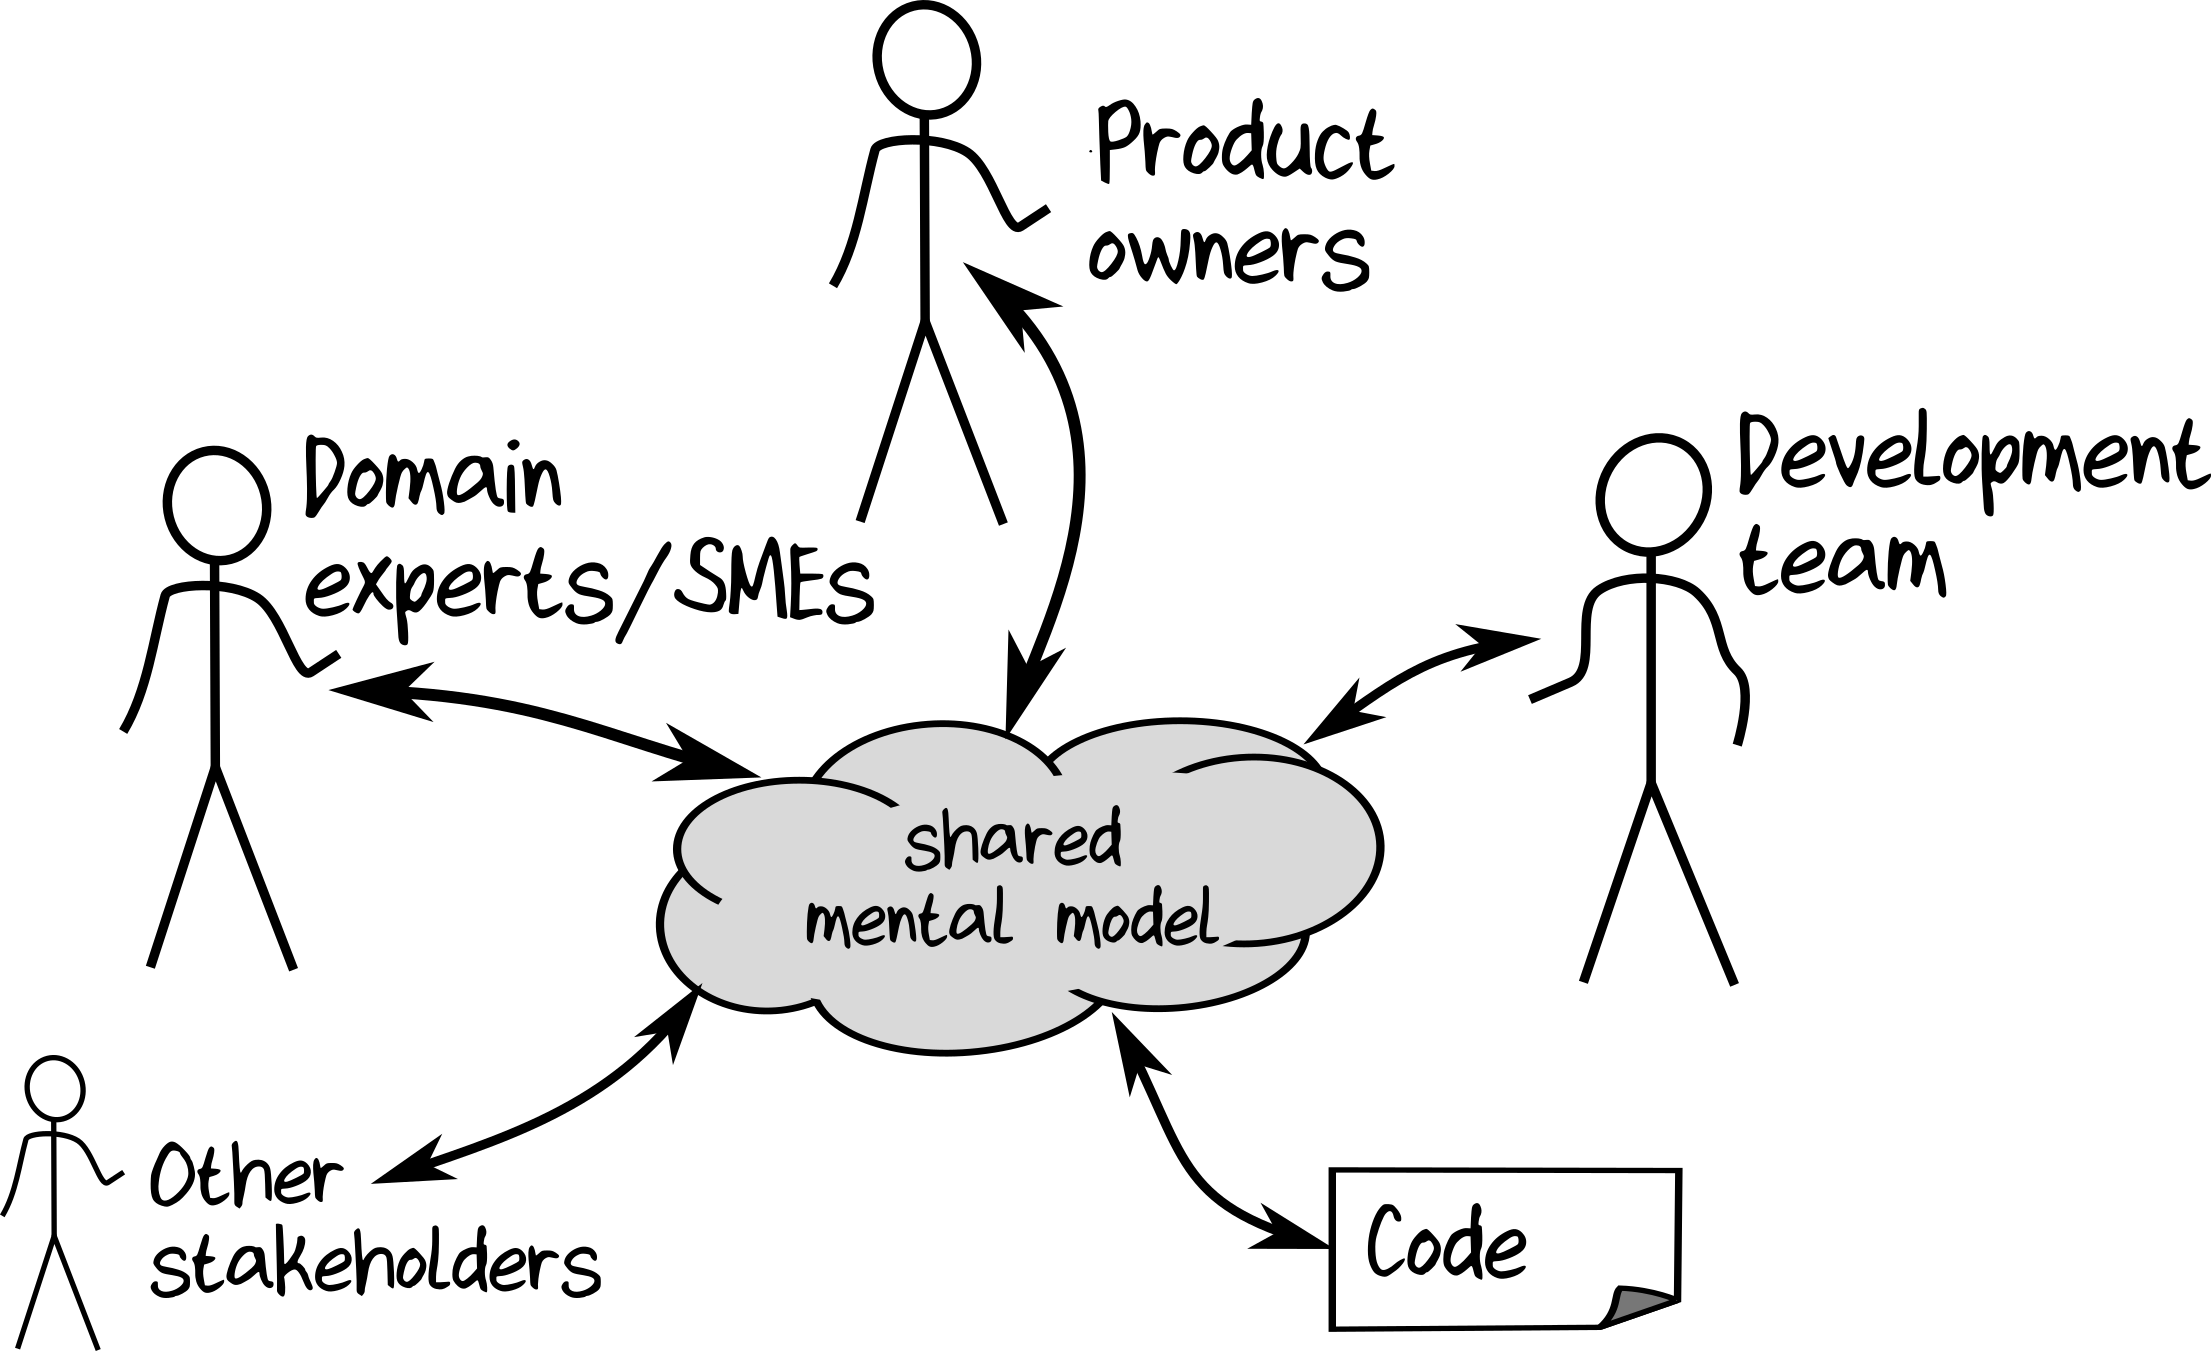 Product
owners
Domain
experts/SMEs
Development
team
shared
mental model
Other
stakeholders
Code